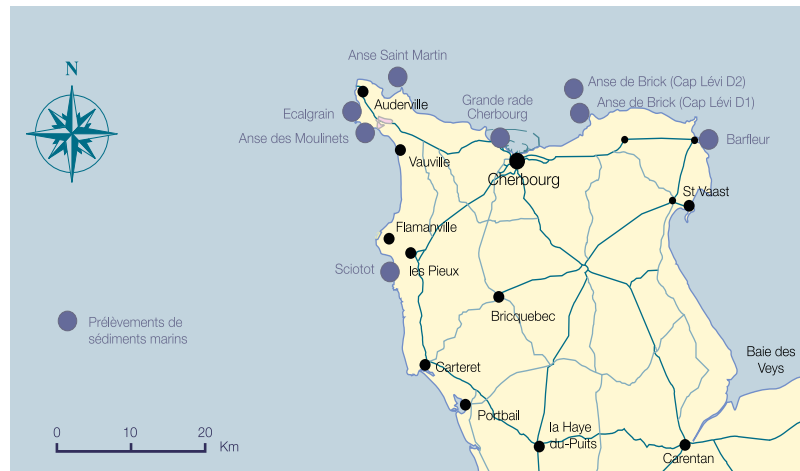 Anse Saint Martin
N
Auderville
Ecalgrain
Anse des Moulinets
Grande rade
Cherbourg
Anse de Brick (Cap Lévi D2)
Anse de Brick (Cap Lévi D1)
Barfleur
Vauville
Cherbourg
St Vaast
Flamanville
Sciotot
les Pieux
Bricquebec
Prélèvements de
sédiments marins
Baie des
Veys
Carteret
Portbail
la Haye
du-Puits
Carentan
0 10 20
Km